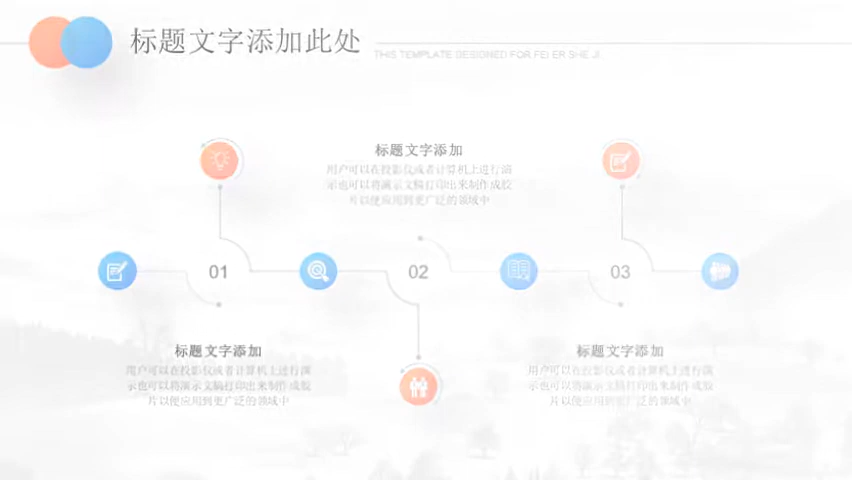 标题文字添加此处
THIS TEMPLATE DESIGNED FOR FEI ER SHE JI
标题文字添加
用户可以在投影仪或者计算机上进行演
示也可以将演示文稿打印出来制作成胶
片以便应用到更广泛的领域中
01
02
03
标题文字添加
用户可以在投影仪或者计算机上进行演
示也可以将演示文稿打印出来制作成胶
片以便应用到更广泛的领域中
标题文字添加
用户可以在投影仪或者计算机上进行演
示也可以将演示文稿打印出来制作成胶
片以便应用到更广泛的领域中